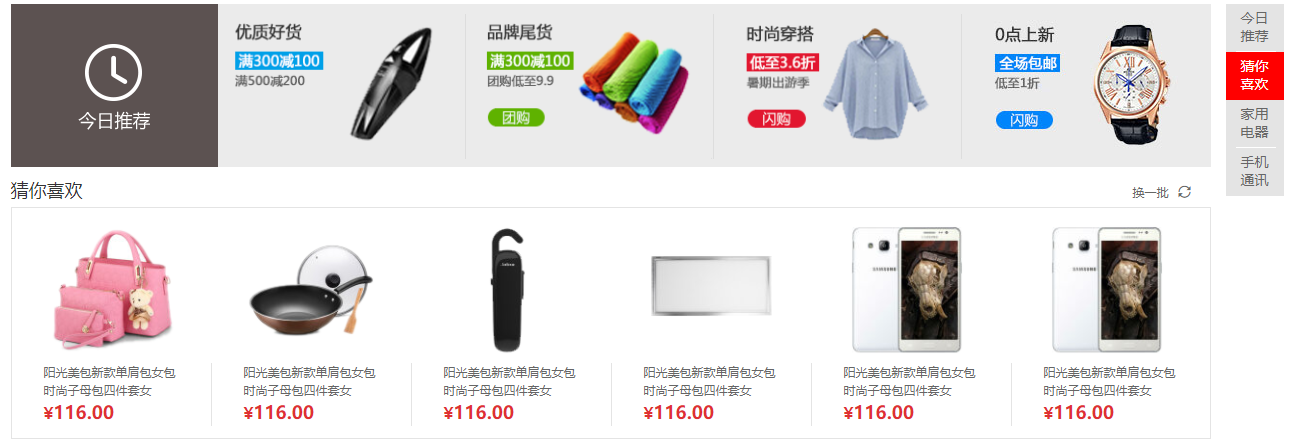 今日推荐
优质好货
满300减100
满500减200
品牌尾货
满300减100
团购低至9.9
团购
时尚穿搭
低至3.6折
暑期出游季
闪购
0点上新
全场包邮
低至1折
闪购
今日
推荐
猜你
喜欢
家用
电器
手机
通讯
猜你喜欢
换一批
SAMSUNG
SAMSUNG
阳光美包新款单肩包女包
时尚子母包四件套女
¥116.00
阳光美包新款单肩包女包
时尚子母包四件套女
¥116.00
阳光美包新款单肩包女包
时尚子母包四件套女
¥116.00
阳光美包新款单肩包女包
时尚子母包四件套女
¥116.00
阳光美包新款单肩包女包
时尚子母包四件套女
¥116.00
阳光美包新款单肩包女包
时尚子母包四件套女
¥116.00